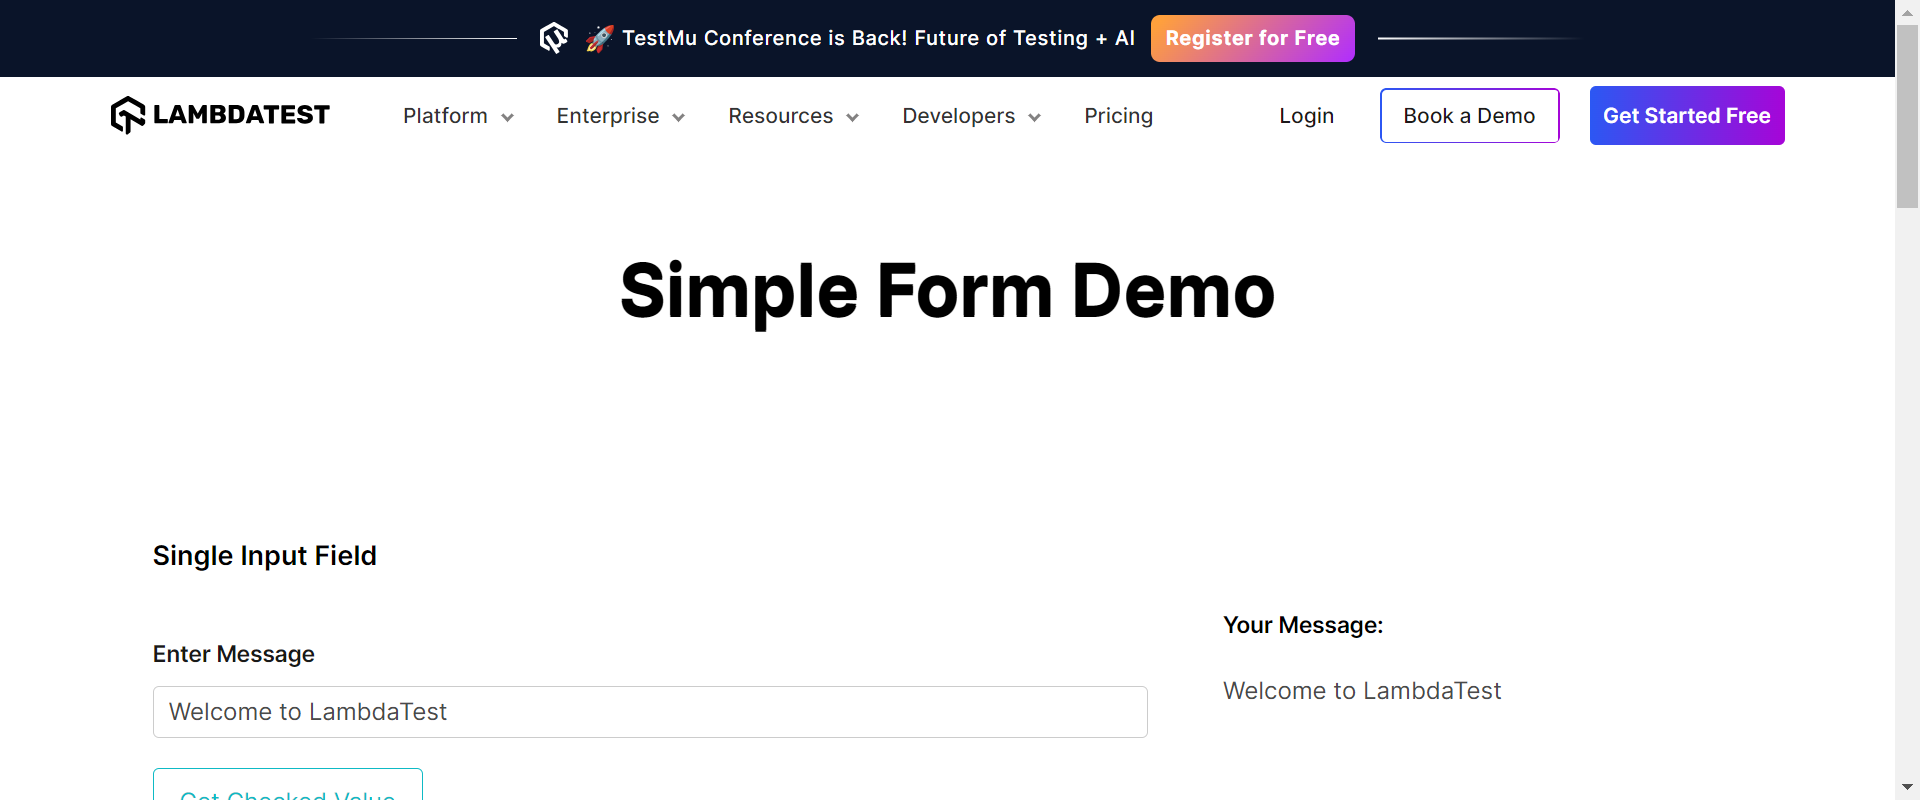 TestMu Conference is Back! Future of Testing + AI Register for Free
LAMBDATEST Platform Enterprise Resources Developers Pricing Login Book a Demo Get Started Free
Simple Form Demo
Single Input Field
Your Message:
Enter Message
Welcome to LambdaTest
Welcome to LambdaTest
Get Checked Value